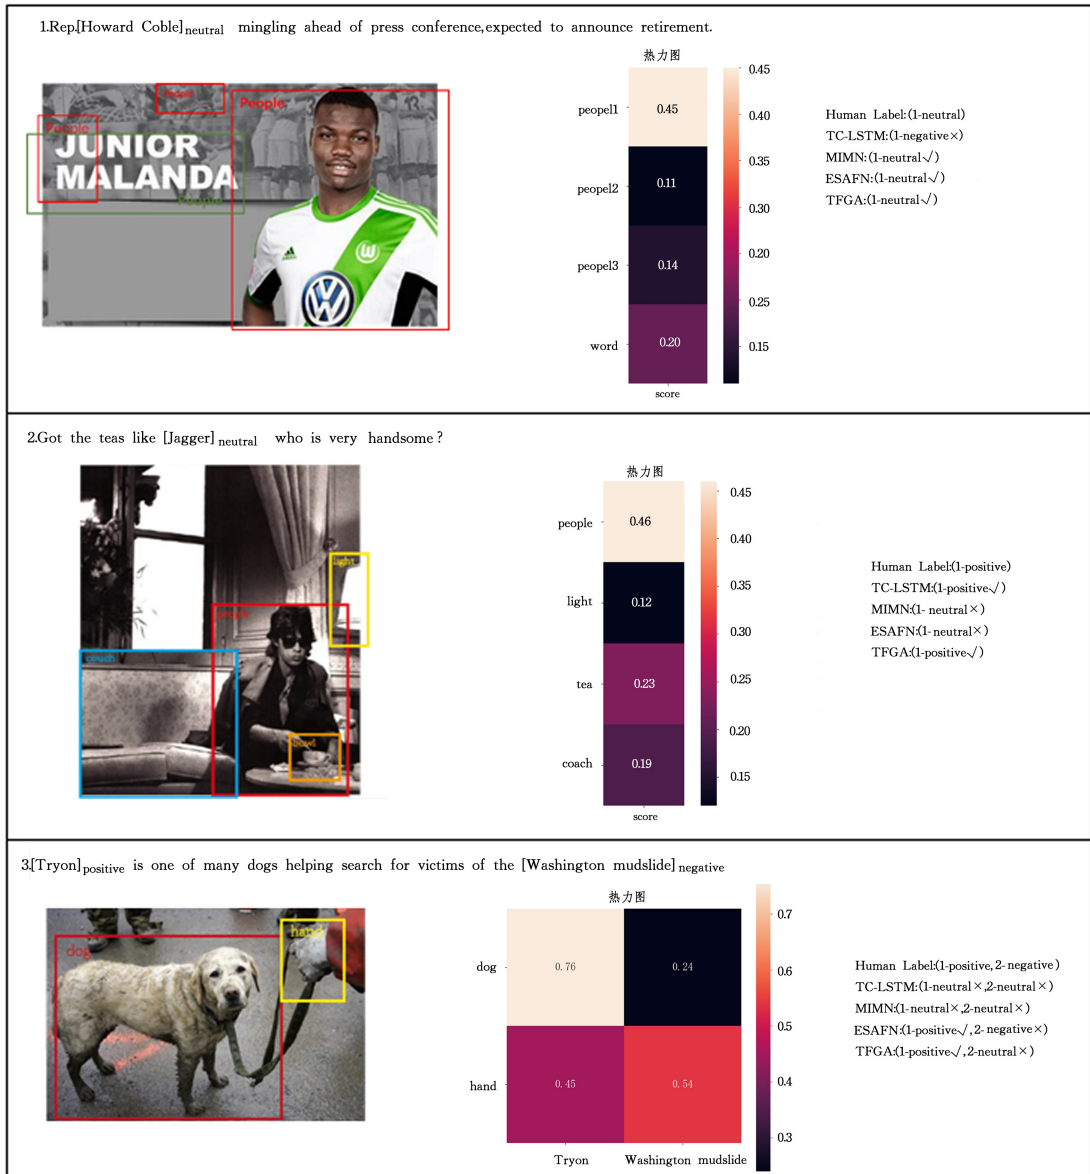 1.Rep.[Howard Coble]neutral mingling ahead of press conference,expected to announce retirement.
People
People
People
JUNIOR
MALANDA
People
13
adidas
W
VW
热力图
peopel1
0.45
peopel2
0.11
peopel3
0.14
word
0.20
score
0.45
0.40
0.35
0.30
0.20
0.25
0.15
Human Label:(1-neutral)
TC-LSTM:(1-negative×)
MIMN:(1-neutral√)
ESAFN:(1-neutral√)
TFGA:(1-neutral√)
2.Got the teas like [Jagger]neutral who is very handsome?
light
people
couch
bowl
热力图
people
0.46
light
0.12
tea
0.23
coach
0.19
score
0.45
0.40
0.35
0.30
0.25
0.20
0.15
Human Label:(1-positive)
TC-LSTM:(1-positive√)
MIMN:(1- neutral×)
ESAFN:(1- neutral×)
TFGA:(1-positive√)
3.[Tryon]positive is one of many dogs helping search for victims of the [Washington mudslide]negative
dog
hand
热力图
dog
0.76
0.24
hand
0.45
0.54
Tryon
Washington mudslide
0.7
0.6
0.5
0.4
0.3
Human Label:(1-positive,2-negative)
TC-LSTM:(1-neutral×,2-neutral×)
MIMN:(1-neutral×,2-neutral×)
ESAFN:(1-positive√,2-negative×)
TFGA:(1-positive√,2-neutral×)